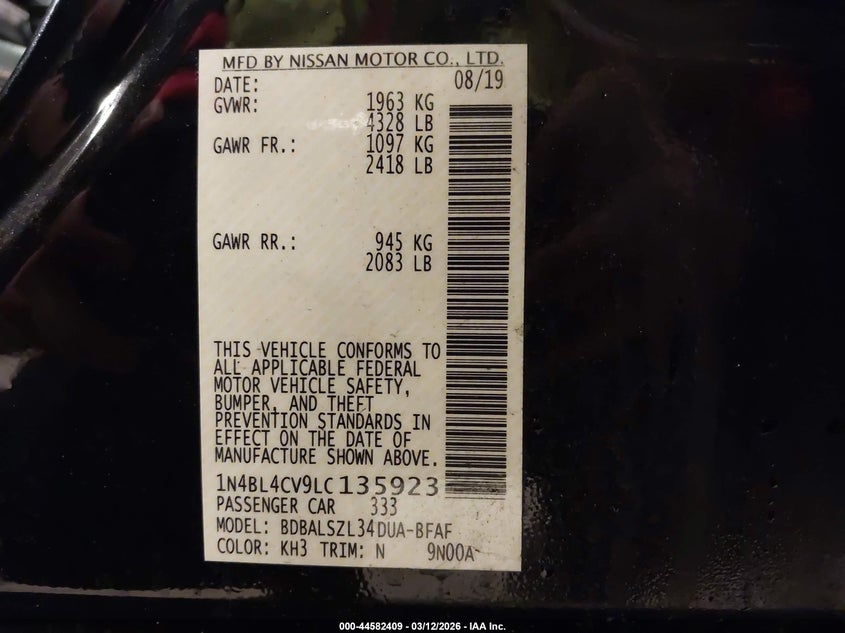 MFD BY NISSAN MOTOR CO., LTD.
DATE: 08/19
GVWR: 1963 KG
4328 LB
GAWR FR.: 1097 KG
2418 LB
GAWR RR.: 945 KG
2083 LB
THIS VEHICLE CONFORMS TO
ALL APPLICABLE FEDERAL
MOTOR VEHICLE SAFETY,
BUMPER, AND THEFT
PREVENTION STANDARDS IN
EFFECT ON THE DATE OF
MANUFACTURE SHOWN ABOVE.
1N4BL4CV9LC135923
PASSENGER CAR 333
MODEL: BDBALSZL34DUA-BFAF
COLOR: KH3 TRIM: N 9N00A
000-44582409 - 03/12/2026 - IAA Inc.